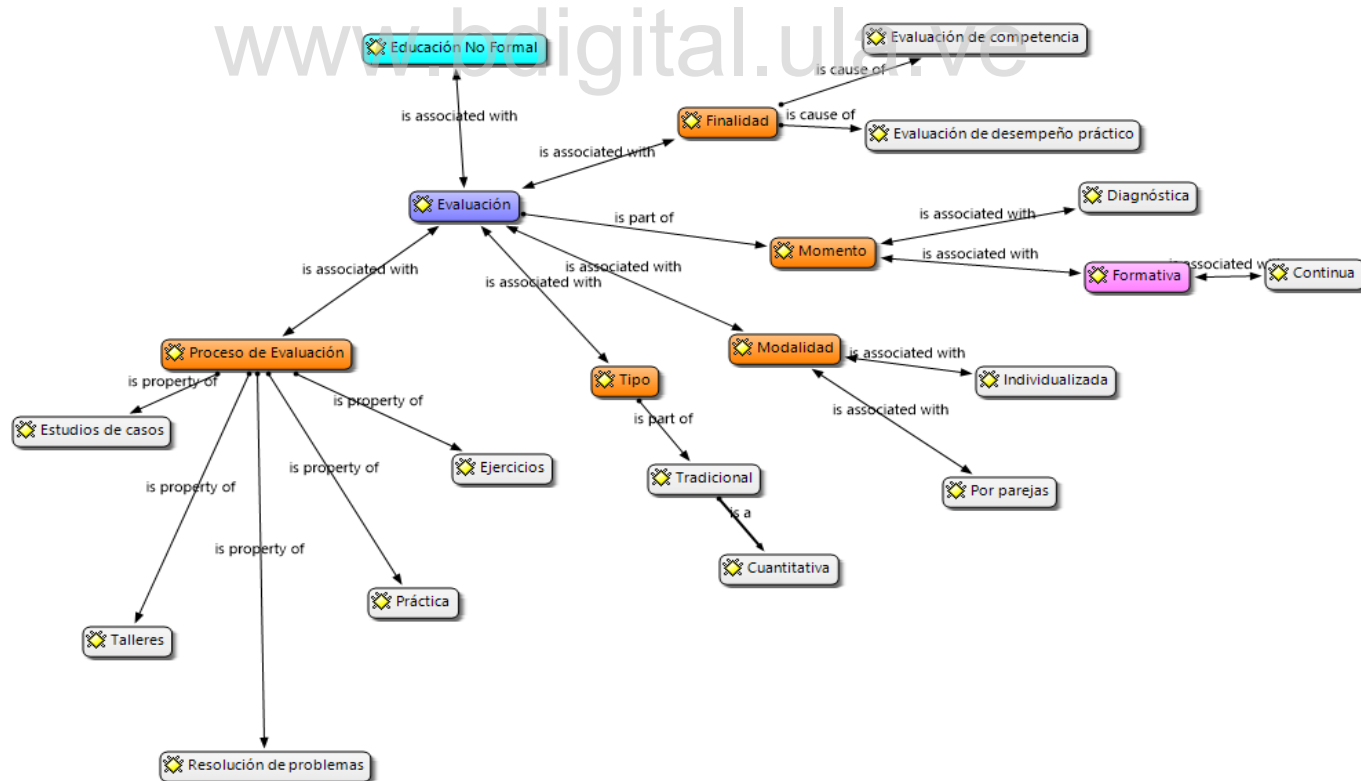 www.bdigital.ula.ve
Educación No Formal
Evaluación de competencia
is cause of
is associated with
Finalidad
is cause of
Evaluación de desempeño práctico
is associated with
Evaluación
is part of
Diagnóstica
is associated with
Momento
is associated with
Formativa
is associated w
Continua
is associated with
is associated with
is associated with
Proceso de Evaluación
Modalidad
is associated with
is property of
Tipo
Individualizada
is property of
is part of
is associated with
Estudios de casos
is property of
Ejercicios
Tradicional
Por parejas
is property of
is a
is property of
Cuantitativa
Práctica
Talleres
Resolución de problemas